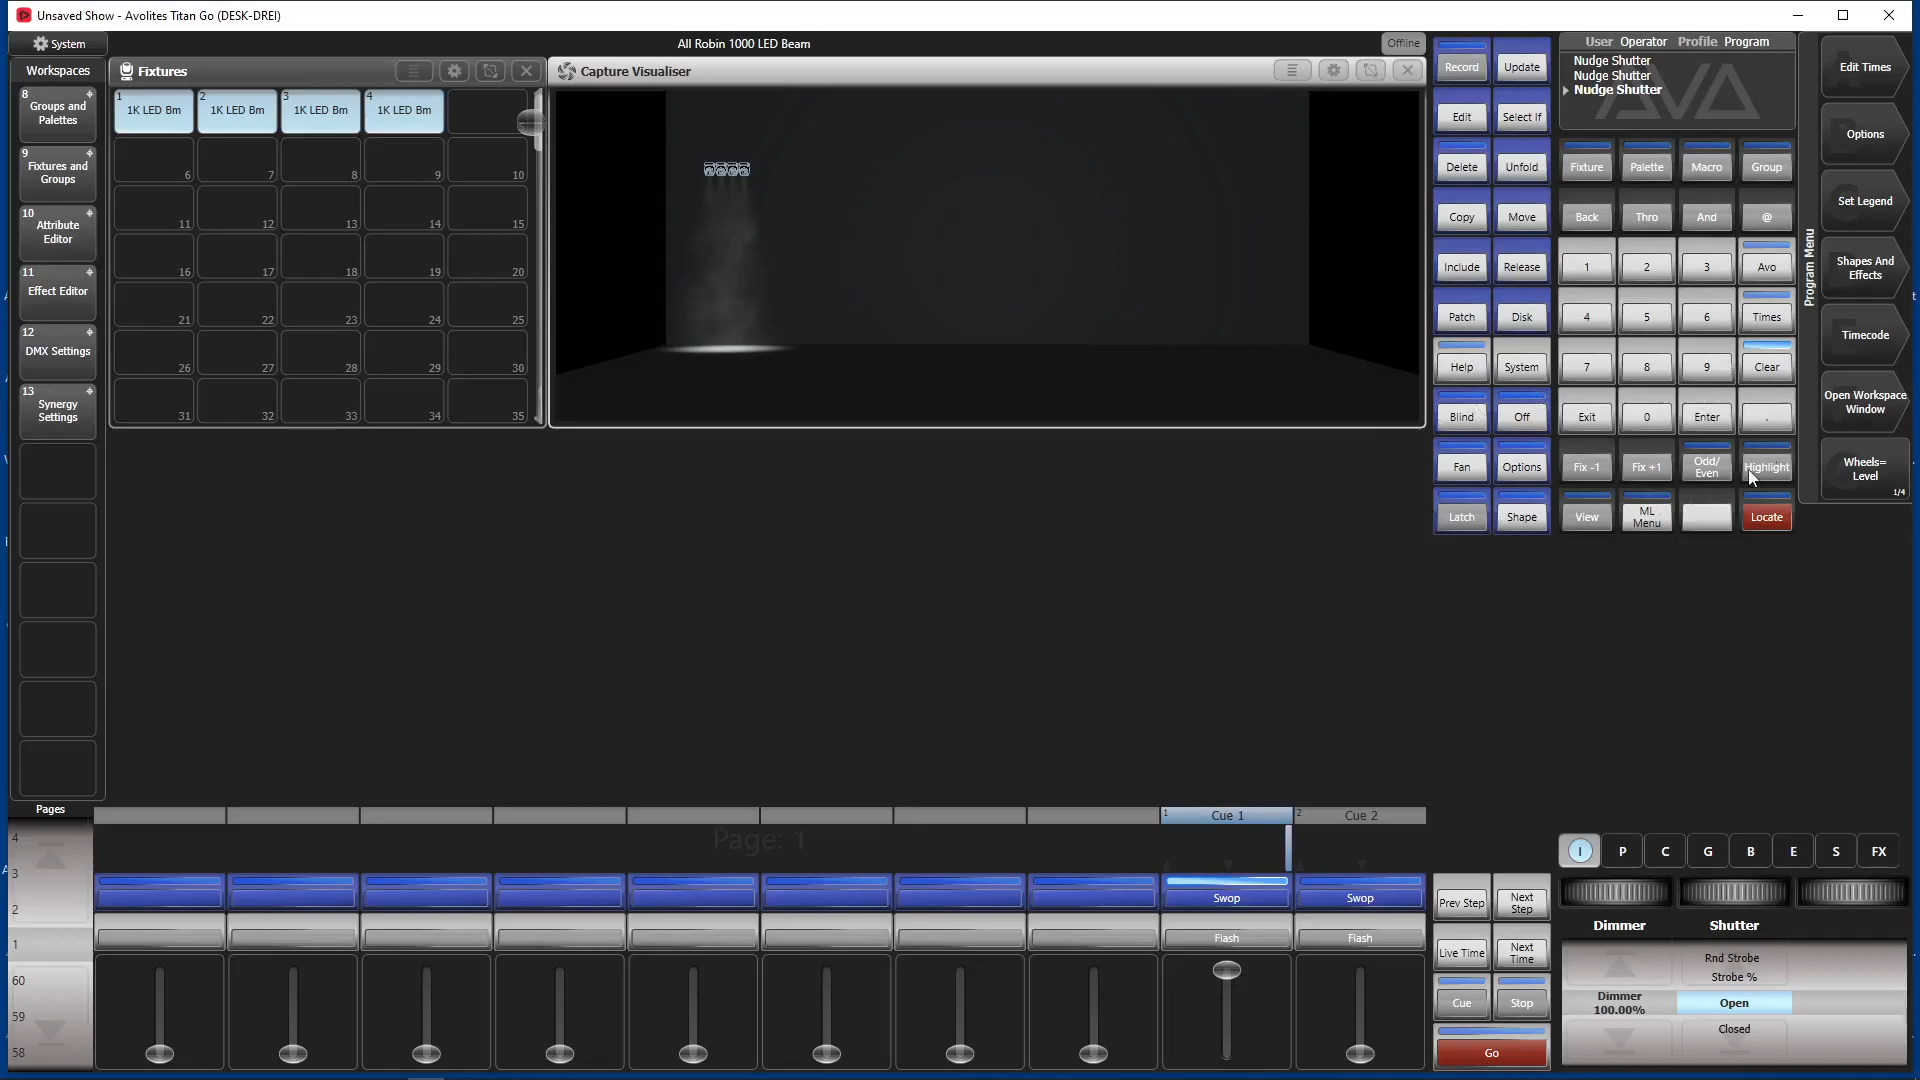 Unsaved Show - Avolites Titan Go (DESK-DREI)
System
All Robin 1000 LED Beam
Offline
Workspaces
8
Groups and
Palettes
9
Fixtures and
Groups
10
Attribute
Editor
11
Effect Editor
12
DMX Settings
13
Synergy
Settings
Fixtures
1
1K LED Bm
2
1K LED Bm
3
1K LED Bm
4
1K LED Bm
5
6
7
8
9
10
11
12
13
14
15
16
17
18
19
20
21
22
23
24
25
26
27
28
29
30
31
32
33
34
35
Capture Visualiser
Record
Update
Edit
Select If
Delete
Unfold
Copy
Move
Include
Release
Patch
Disk
Help
System
Blind
Off
Fan
Options
Latch
Shape
User Operator Profile Program
Nudge Shutter
Nudge Shutter
Nudge Shutter
Fixture
Palette
Macro
Group
Back
Thro
And
@
1
2
3
Avo
4
5
6
Times
7
8
9
Clear
Exit
0
Enter
.
Fix -1
Fix +1
Odd/
Even
Highlight
View
ML
Menu
Locate
Program Menu
Edit Times
Options
Set Legend
Shapes And
Effects
Timecode
Open Workspace
Window
Wheels=
Level
1/4
Pages
4
3
2
1
60
59
58
Page: 1
1
Cue 1
2
Cue 2
Swop
Swop
Flash
Flash
Prev Step
Next
Step
Live Time
Next
Time
Cue
Stop
Go
I
P
C
G
B
E
S
FX
Dimmer
Shutter
Rnd Strobe
Strobe %
Dimmer
100.00%
Open
Closed